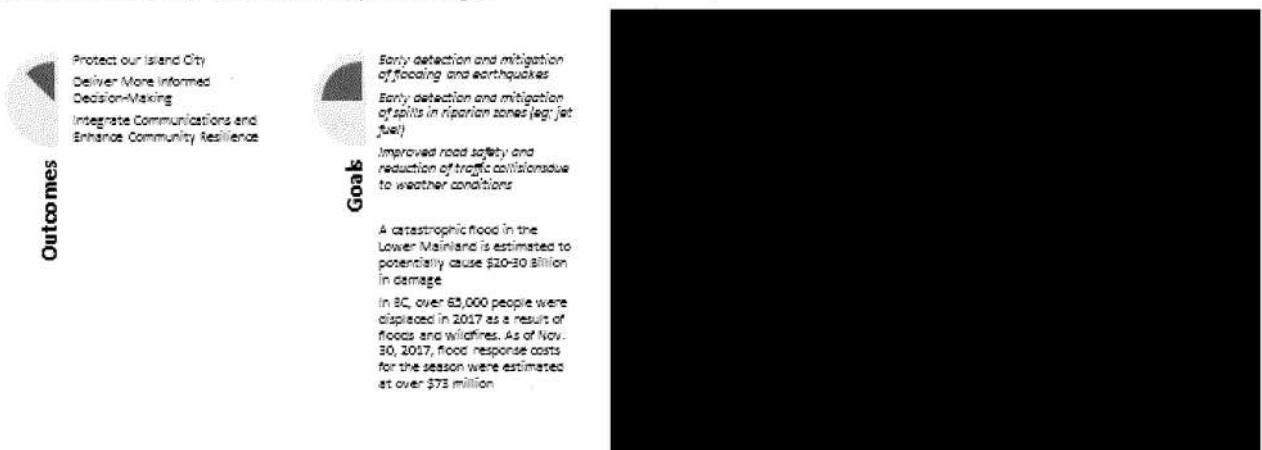 Outcomes
Protect our Island City
Deliver More Informed
Decision-Making
Integrate Communications and
Enhance Community Resilience
Goals
Early detection and mitigation
of flooding and earthquakes
Early detection and mitigation
of spills in riparian zones (eg; jet
fuel)
Improved road safety and
reduction of traffic collisionsdue
to weather conditions
A catastrophic flood in the
Lower Mainland is estimated to
potentially cause $20-30 Billion
in damage
In BC, over 65,000 people were
displaced in 2017 as a result of
floods and wildfires. As of Nov.
30, 2017, flood response costs
for the season were estimated
at over $73 million